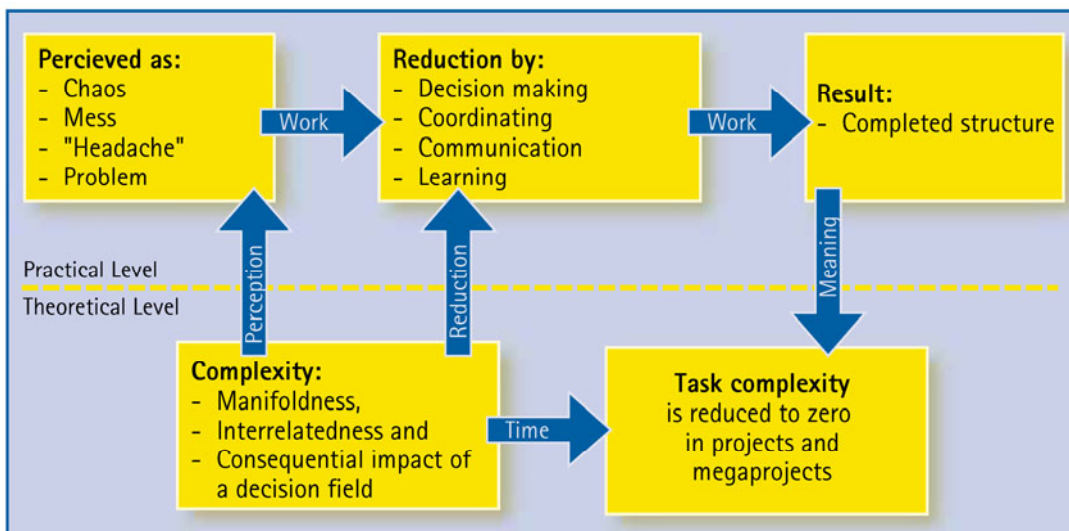 Percieved as:
- Chaos
- Mess
- "Headache"
- Problem
Work
Reduction by:
- Decision making
- Coordinating
- Communication
- Learning
Work
Result:
- Completed structure
Perception
Reduction
Meaning
Practical Level
Theoretical Level
Complexity:
- Manifoldness,
- Interrelatedness and
- Consequential impact of
a decision field
Time
Task complexity
is reduced to zero
in projects and
megaprojects